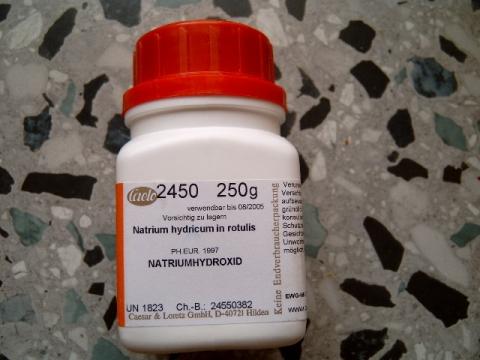 Caelo 2450 250g
verwendbar bis 08/2005
Vorsichtig zu lagern
Natrium hydricum in rotulis
PH.EUR. 1997
NATRIUMHYDROXID
UN 1823 Ch.-B.: 24550382
Caesar & Loretz GmbH, D-40721 Hilden
Keine Endverbraucherpackung